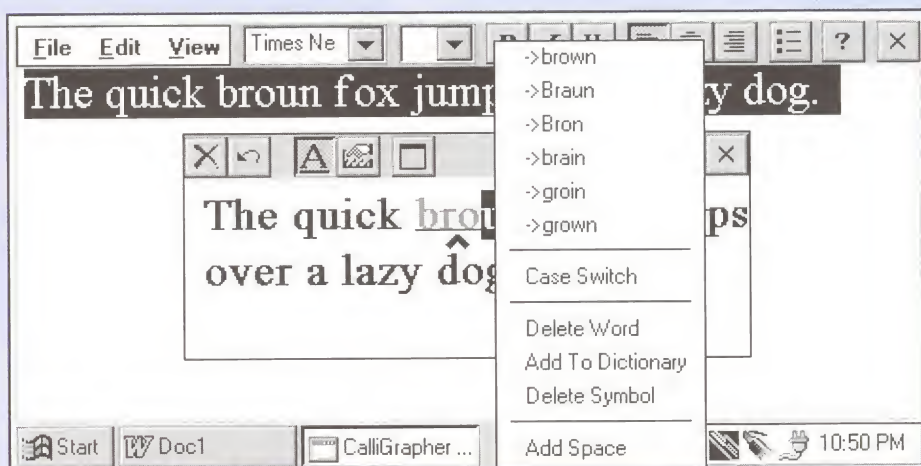 File Edit View Times Ne ?
The quick broun fox jump y dog.
->brown
->Braun
->Bron
->brain
->groin
->grown
Case Switch
Delete Word
Add To Dictionary
Delete Symbol
Add Space
The quick brou ps
over a lazy dog
Start Doc1 CalliGrapher ... 10:50 PM